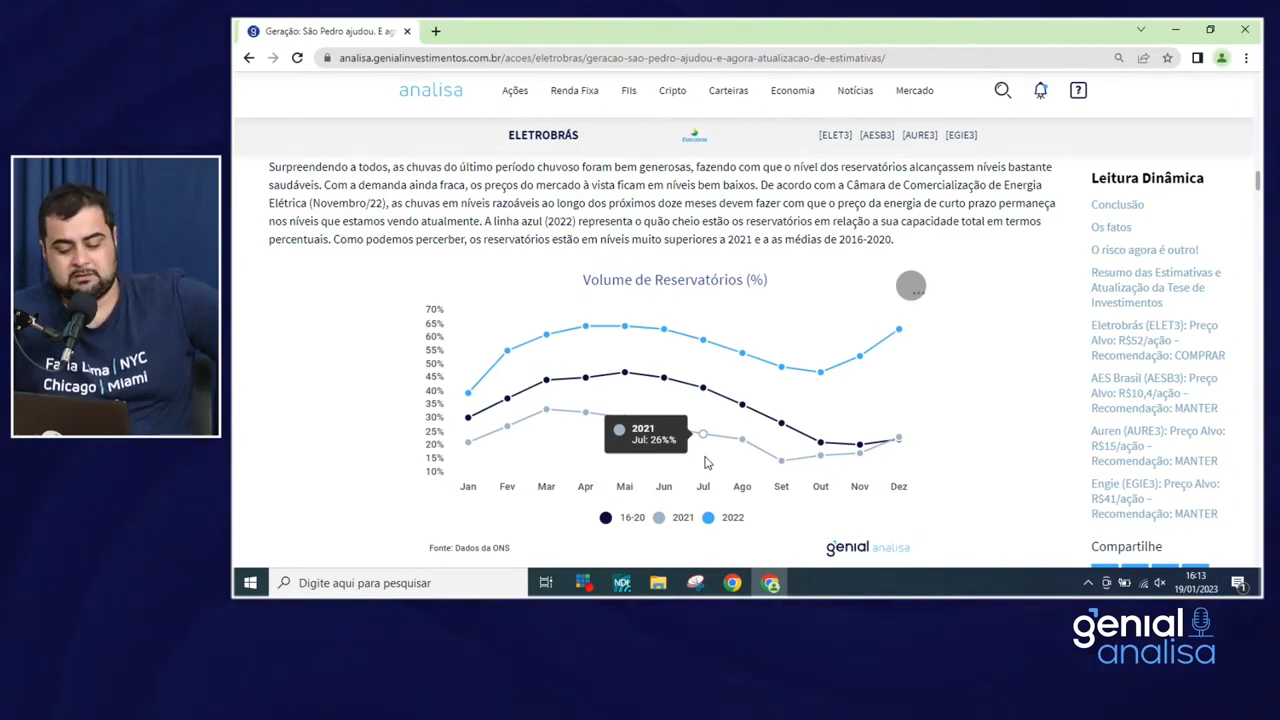 Geração: São Pedro ajudou. E ag
analisa.genialinvestimentos.com.br/acoes/eletrobras/geracao-sao-pedro-ajudou-e-agora-atualizacao-de-estimativas/
analisa
Ações Renda Fixa FIIs Cripto Carteiras Economia Notícias Mercado
ELETROBRÁS
Eletrobras
[ELET3] [AESB3] [AURE3] [EGIE3]
Surpreendendo a todos, as chuvas do último período chuvoso foram bem generosas, fazendo com que o nível dos reservatórios alcançassem níveis bastante
saudáveis. Com a demanda ainda fraca, os preços do mercado à vista ficam em níveis bem baixos. De acordo com a Câmara de Comercialização de Energia
Elétrica (Novembro/22), as chuvas em níveis razoáveis ao longo dos próximos doze meses devem fazer com que o preço da energia de curto prazo permaneça
nos níveis que estamos vendo atualmente. A linha azul (2022) representa o quão cheio estão os reservatórios em relação a sua capacidade total em termos
percentuais. Como podemos percerber, os reservatórios estão em níveis muito superiores a 2021 e a as médias de 2016-2020.
Volume de Reservatórios (%)
70%
65%
60%
55%
50%
45%
40%
35%
30%
25%
20%
15%
10%
2021
Jul: 26%%
Jan Fev Mar Apr Mai Jun Jul Ago Set Out Nov Dez
16-20 2021 2022
Fonte: Dados da ONS
genial analisa
Leitura Dinâmica
Conclusão
Os fatos
O risco agora é outro!
Resumo das Estimativas e
Atualização da Tese de
Investimentos
Eletrobrás (ELET3): Preço
Alvo: R$52/ação –
Recomendação: COMPRAR
AES Brasil (AESB3): Preço
Alvo: R$10,4/ação –
Recomendação: MANTER
Auren (AURE3): Preço Alvo:
R$15/ação –
Recomendação: MANTER
Engie (EGIE3): Preço Alvo:
R$41/ação –
Recomendação: MANTER
Compartilhe
Faria Lima | NYC
Chicago | Miami
Digite aqui para pesquisar
NDI
16:13
19/01/2023
genial
analisa